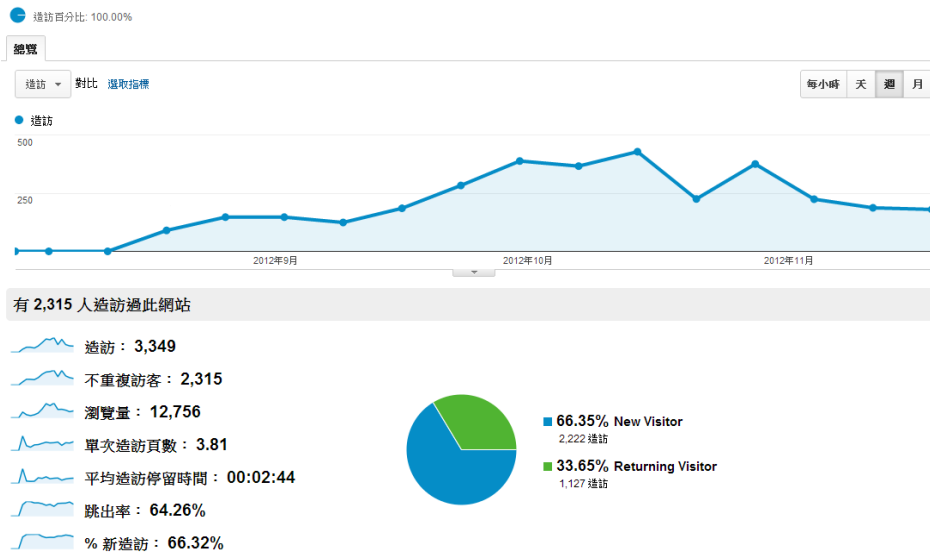 造訪百分比: 100.00%
總覽
造訪 對比 選取指標 每小時 天 週 月
造訪
500
250
2012年9月 2012年10月 2012年11月
有 2,315 人造訪過此網站
造訪： 3,349
不重複訪客： 2,315
瀏覽量： 12,756
單次造訪頁數： 3.81
平均造訪停留時間： 00:02:44
跳出率： 64.26%
% 新造訪： 66.32%
66.35% New Visitor
2,222 造訪
33.65% Returning Visitor
1,127 造訪